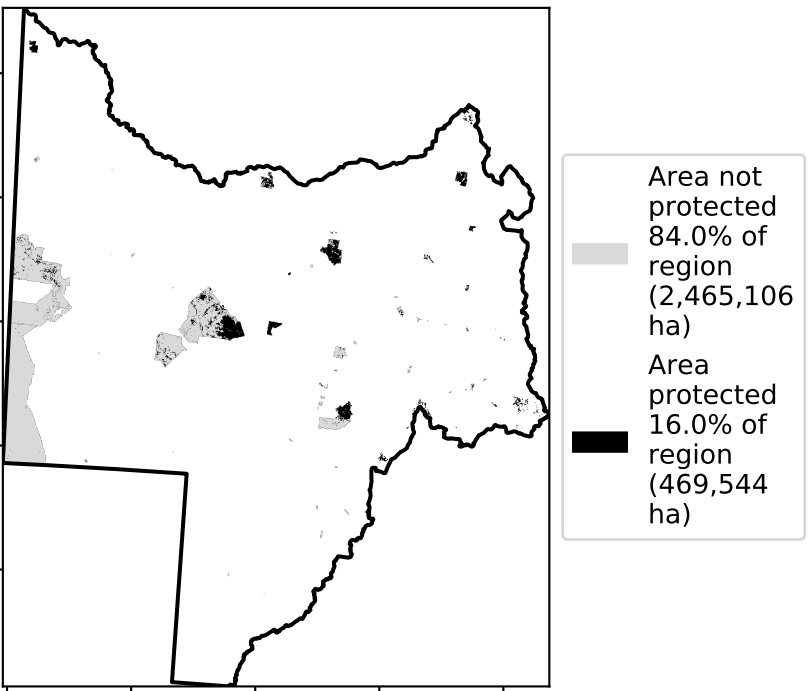 Area not
protected
84.0% of
region
(2,465,106
ha)
Area
protected
16.0% of
region
(469,544
ha)